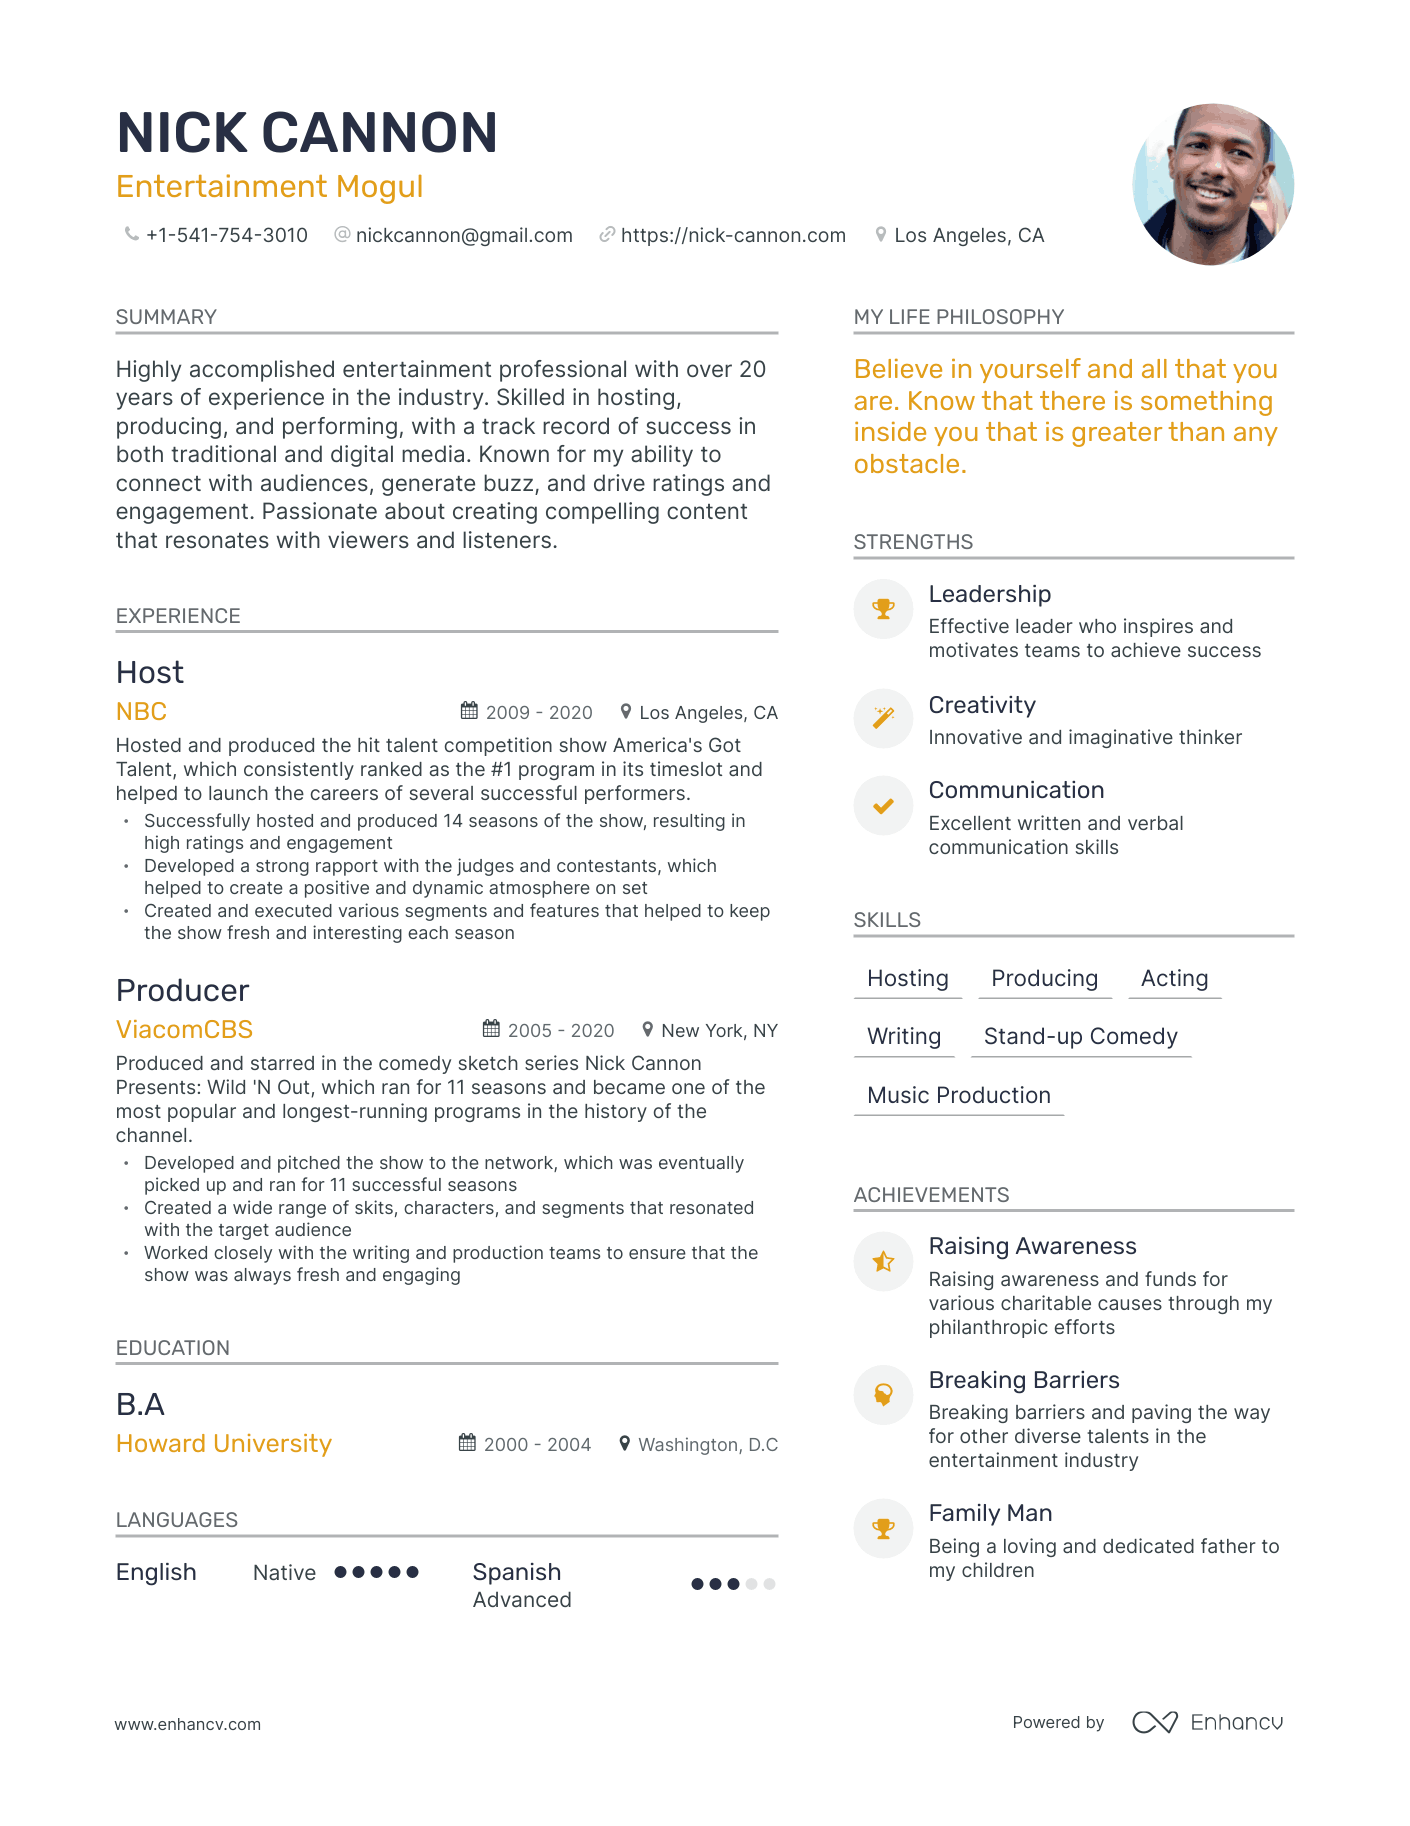 NICK CANNON
Entertainment Mogul
+1-541-754-3010 nickcannon@gmail.com https://nick-cannon.com Los Angeles, CA
SUMMARY
Highly accomplished entertainment professional with over 20
years of experience in the industry. Skilled in hosting,
producing, and performing, with a track record of success in
both traditional and digital media. Known for my ability to
connect with audiences, generate buzz, and drive ratings and
engagement. Passionate about creating compelling content
that resonates with viewers and listeners.
EXPERIENCE
Host
NBC 2009 - 2020 Los Angeles, CA
Hosted and produced the hit talent competition show America's Got
Talent, which consistently ranked as the #1 program in its timeslot and
helped to launch the careers of several successful performers.
• Successfully hosted and produced 14 seasons of the show, resulting in
high ratings and engagement
• Developed a strong rapport with the judges and contestants, which
helped to create a positive and dynamic atmosphere on set
• Created and executed various segments and features that helped to keep
the show fresh and interesting each season
Producer
ViacomCBS 2005 - 2020 New York, NY
Produced and starred in the comedy sketch series Nick Cannon
Presents: Wild 'N Out, which ran for 11 seasons and became one of the
most popular and longest-running programs in the history of the
channel.
• Developed and pitched the show to the network, which was eventually
picked up and ran for 11 successful seasons
• Created a wide range of skits, characters, and segments that resonated
with the target audience
• Worked closely with the writing and production teams to ensure that the
show was always fresh and engaging
EDUCATION
B.A
Howard University 2000 - 2004 Washington, D.C
LANGUAGES
English Native Spanish
Advanced
MY LIFE PHILOSOPHY
Believe in yourself and all that you
are. Know that there is something
inside you that is greater than any
obstacle.
STRENGTHS
Leadership
Effective leader who inspires and
motivates teams to achieve success
Creativity
Innovative and imaginative thinker
Communication
Excellent written and verbal
communication skills
SKILLS
Hosting Producing Acting
Writing Stand-up Comedy
Music Production
ACHIEVEMENTS
Raising Awareness
Raising awareness and funds for
various charitable causes through my
philanthropic efforts
Breaking Barriers
Breaking barriers and paving the way
for other diverse talents in the
entertainment industry
Family Man
Being a loving and dedicated father to
my children
www.enhancv.com Powered by Enhancv